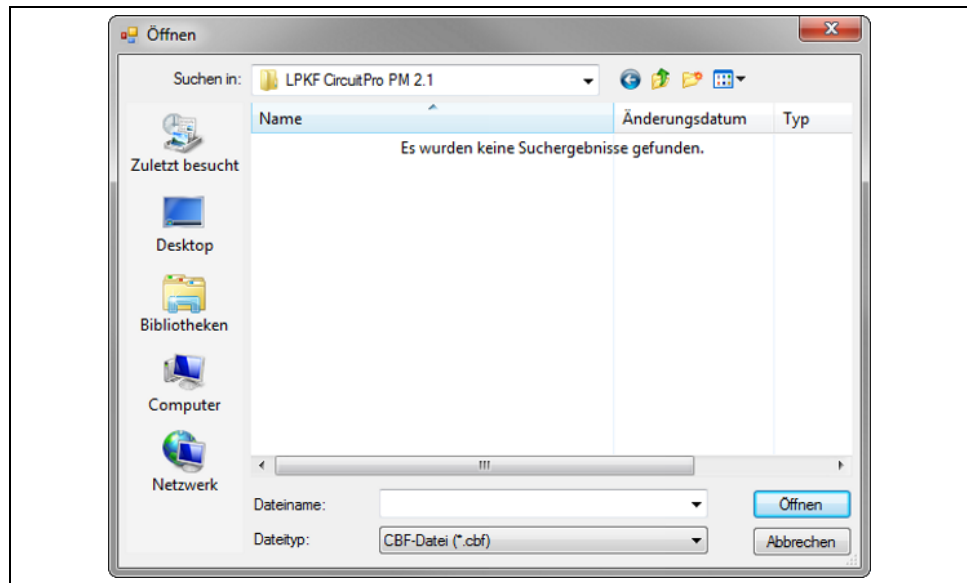 Öffnen
Suchen in: LPKF CircuitPro PM 2.1
Name Änderungsdatum Typ
Es wurden keine Suchergebnisse gefunden.
Zuletzt besucht
Desktop
Bibliotheken
Computer
Netzwerk
Dateiname: Öffnen
Dateityp: CBF-Datei (*.cbf) Abbrechen